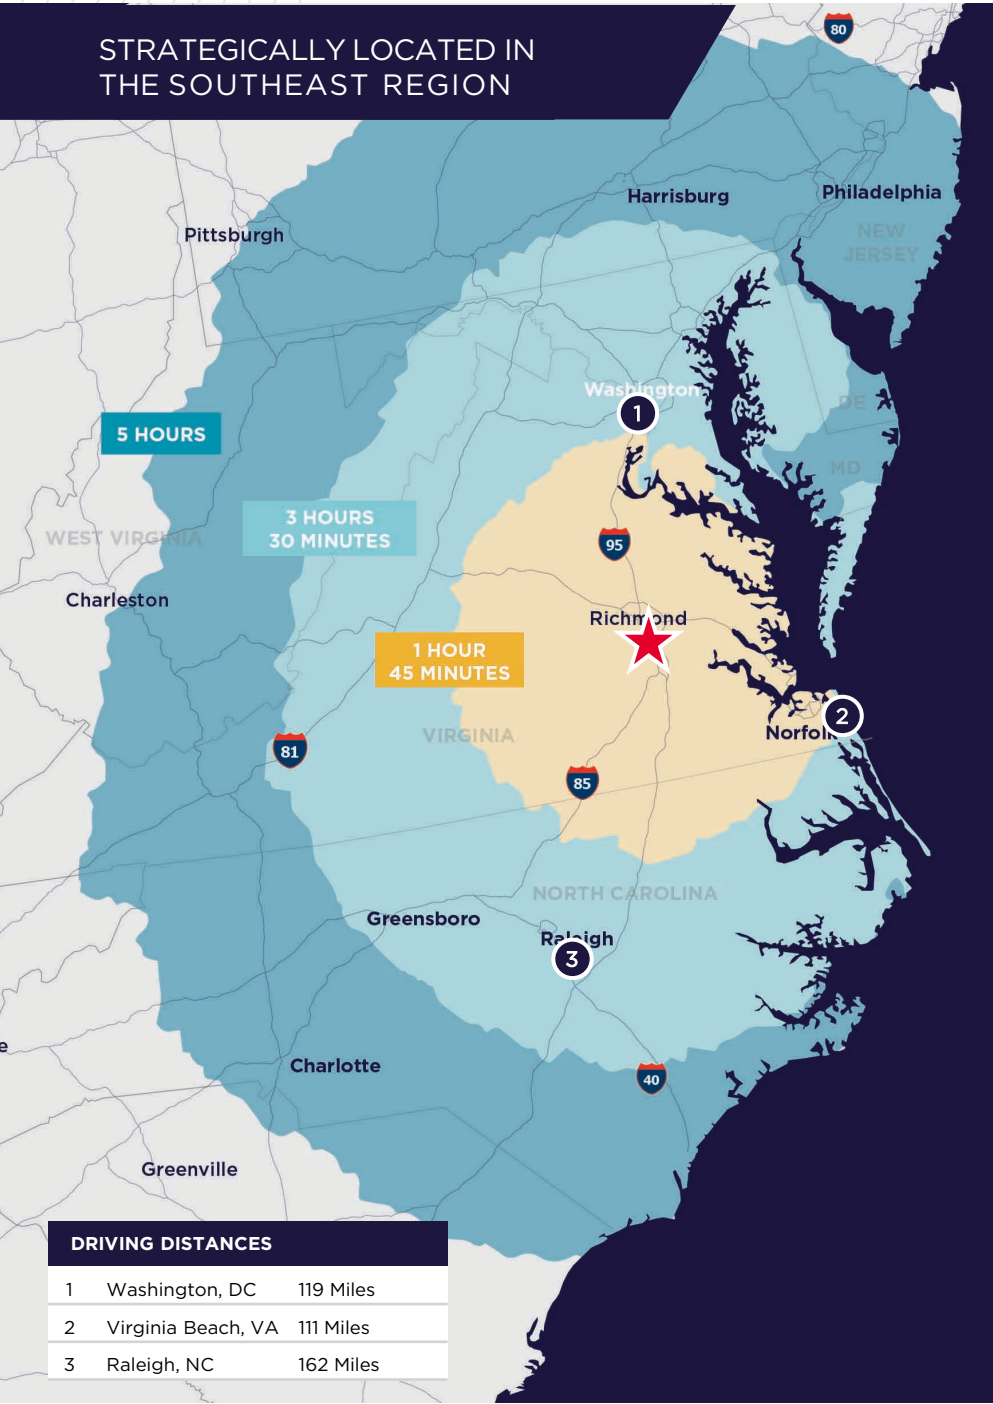 STRATEGICALLY LOCATED IN
THE SOUTHEAST REGION
80
Harrisburg
Philadelphia
NEW
JERSEY
Pittsburgh
Washington
1
DE
5 HOURS
MD
3 HOURS
30 MINUTES
WEST VIRGINIA
95
Charleston
Richmond
1 HOUR
45 MINUTES
2
VIRGINIA
Norfolk
81
85
NORTH CAROLINA
Greensboro
Raleigh
3
e
Charlotte
40
Greenville
DRIVING DISTANCES
1 Washington, DC 119 Miles
2 Virginia Beach, VA 111 Miles
3 Raleigh, NC 162 Miles